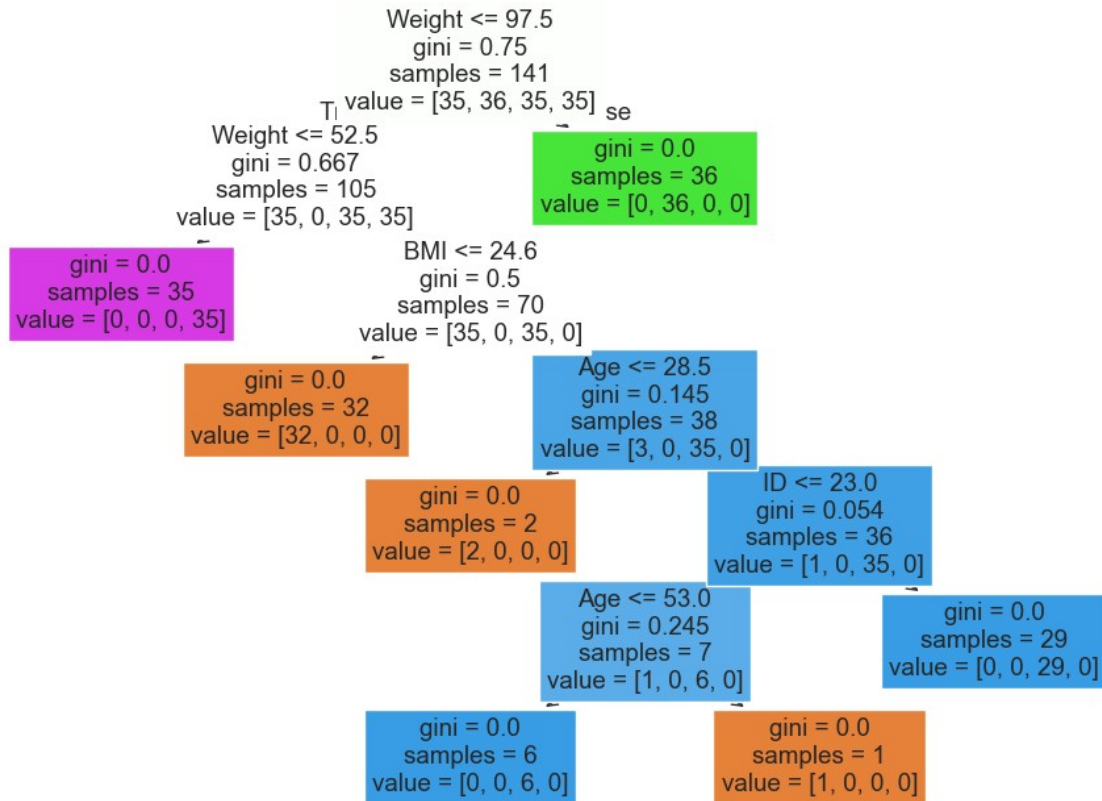 Weight <= 97.5
gini = 0.75
samples = 141
value = [35, 36, 35, 35]
se
Weight <= 52.5
gini = 0.667
samples = 105
value = [35, 0, 35, 35]
gini = 0.0
samples = 36
value = [0, 36, 0, 0]
gini = 0.0
samples = 35
value = [0, 0, 0, 35]
BMI <= 24.6
gini = 0.5
samples = 70
value = [35, 0, 35, 0]
gini = 0.0
samples = 32
value = [32, 0, 0, 0]
Age <= 28.5
gini = 0.145
samples = 38
value = [3, 0, 35, 0]
gini = 0.0
samples = 2
value = [2, 0, 0, 0]
ID <= 23.0
gini = 0.054
samples = 36
value = [1, 0, 35, 0]
Age <= 53.0
gini = 0.245
samples = 7
value = [1, 0, 6, 0]
gini = 0.0
samples = 29
value = [0, 0, 29, 0]
gini = 0.0
samples = 6
value = [0, 0, 6, 0]
gini = 0.0
samples = 1
value = [1, 0, 0, 0]